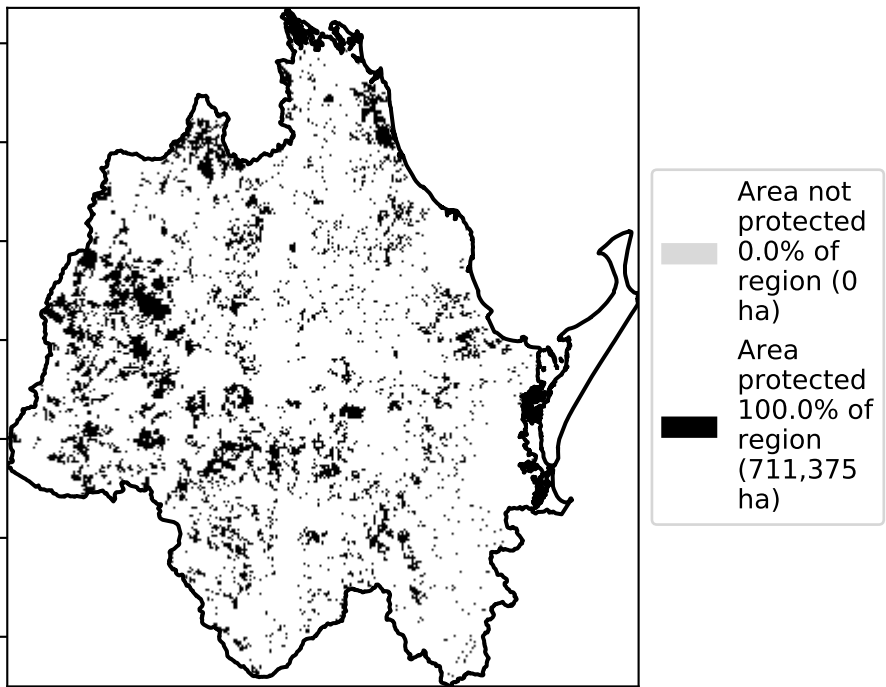 Area not
protected
0.0% of
region (0
ha)
Area
protected
100.0% of
region
(711,375
ha)